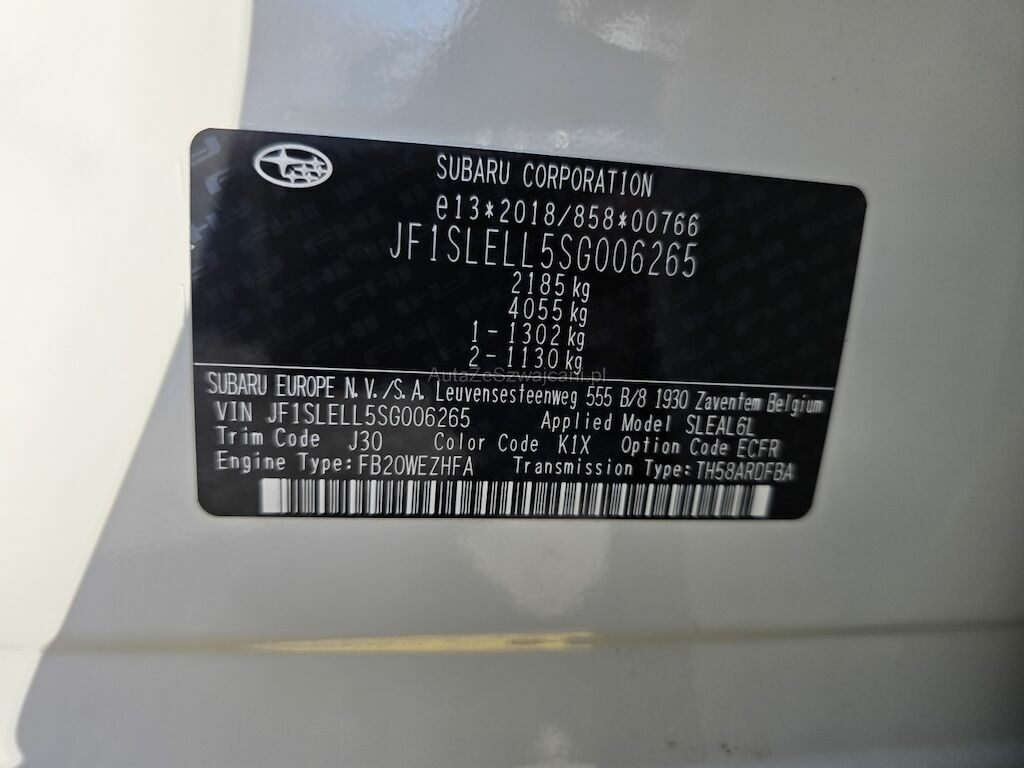 SUBARU CORPORATION
e13*2018/858*00766
JF1SLELL5SG006265
2185 kg
4055 kg
1 - 1302 kg
2 - 1130 kg
AutaZeSzwajcarii.pl
SUBARU EUROPE N.V./S.A. Leuvensesteenweg 555 B/8 1930 Zaventem Belgium
VIN JF1SLELL5SG006265 Applied Model SLEAL6L
Trim Code J30 Color Code K1X Option Code ECFR
Engine Type: FB20WEZHFA Transmission Type: TH58ARDFBA